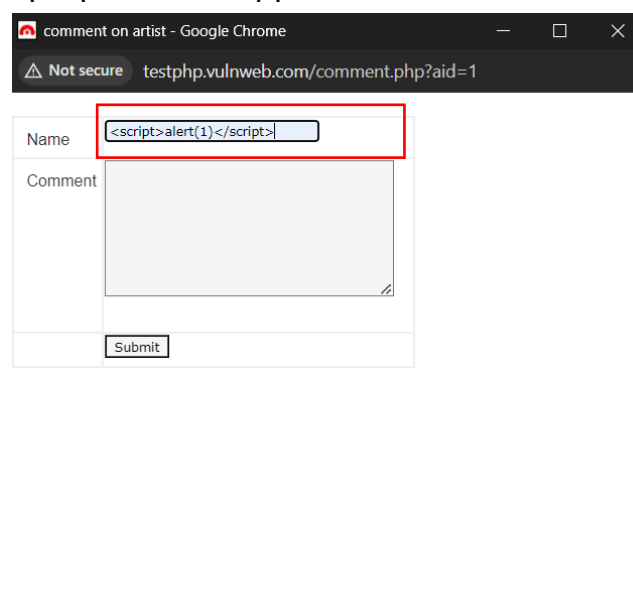 comment on artist - Google Chrome
Not secure testphp.vulnweb.com/comment.php?aid=1
Name <script>alert(1)</script>
Comment
Submit